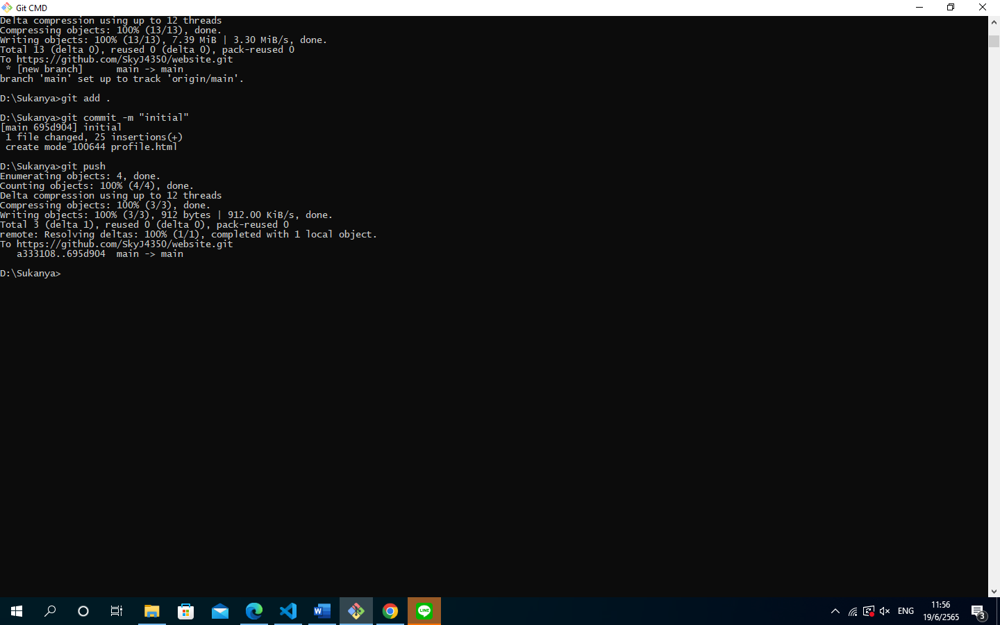 Git CMD
Delta compression using up to 12 threads
Compressing objects: 100% (13/13), done.
Writing objects: 100% (13/13), 7.39 MiB | 3.30 MiB/s, done.
Total 13 (delta 0), reused 0 (delta 0), pack-reused 0
To https://github.com/SkyJ4350/website.git
 * [new branch]      main -> main
branch 'main' set up to track 'origin/main'.
D:\Sukanya>git add .
D:\Sukanya>git commit -m "initial"
[main 695d904] initial
 1 file changed, 25 insertions(+)
 create mode 100644 profile.html
D:\Sukanya>git push
Enumerating objects: 4, done.
Counting objects: 100% (4/4), done.
Delta compression using up to 12 threads
Compressing objects: 100% (3/3), done.
Writing objects: 100% (3/3), 912 bytes | 912.00 KiB/s, done.
Total 3 (delta 1), reused 0 (delta 0), pack-reused 0
remote: Resolving deltas: 100% (1/1), completed with 1 local object.
To https://github.com/SkyJ4350/website.git
   a333108..695d904  main -> main
D:\Sukanya>
LINE
ENG
11:56
19/6/2565
3